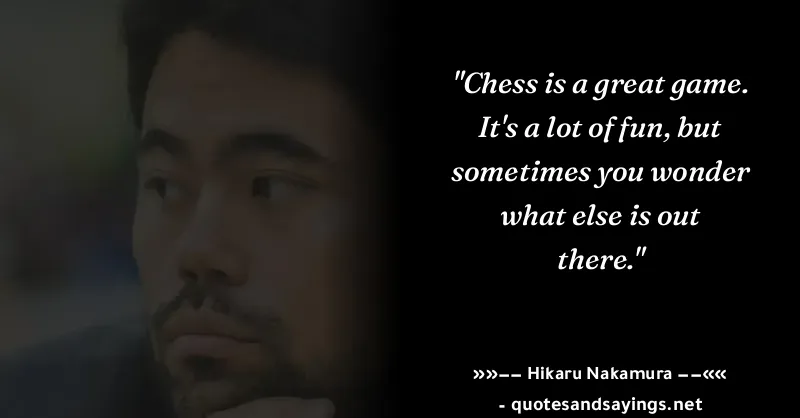 "Chess is a great game.
It's a lot of fun, but
sometimes you wonder
what else is out
there."
»»−− Hikaru Nakamura −−««
- quotesandsayings.net